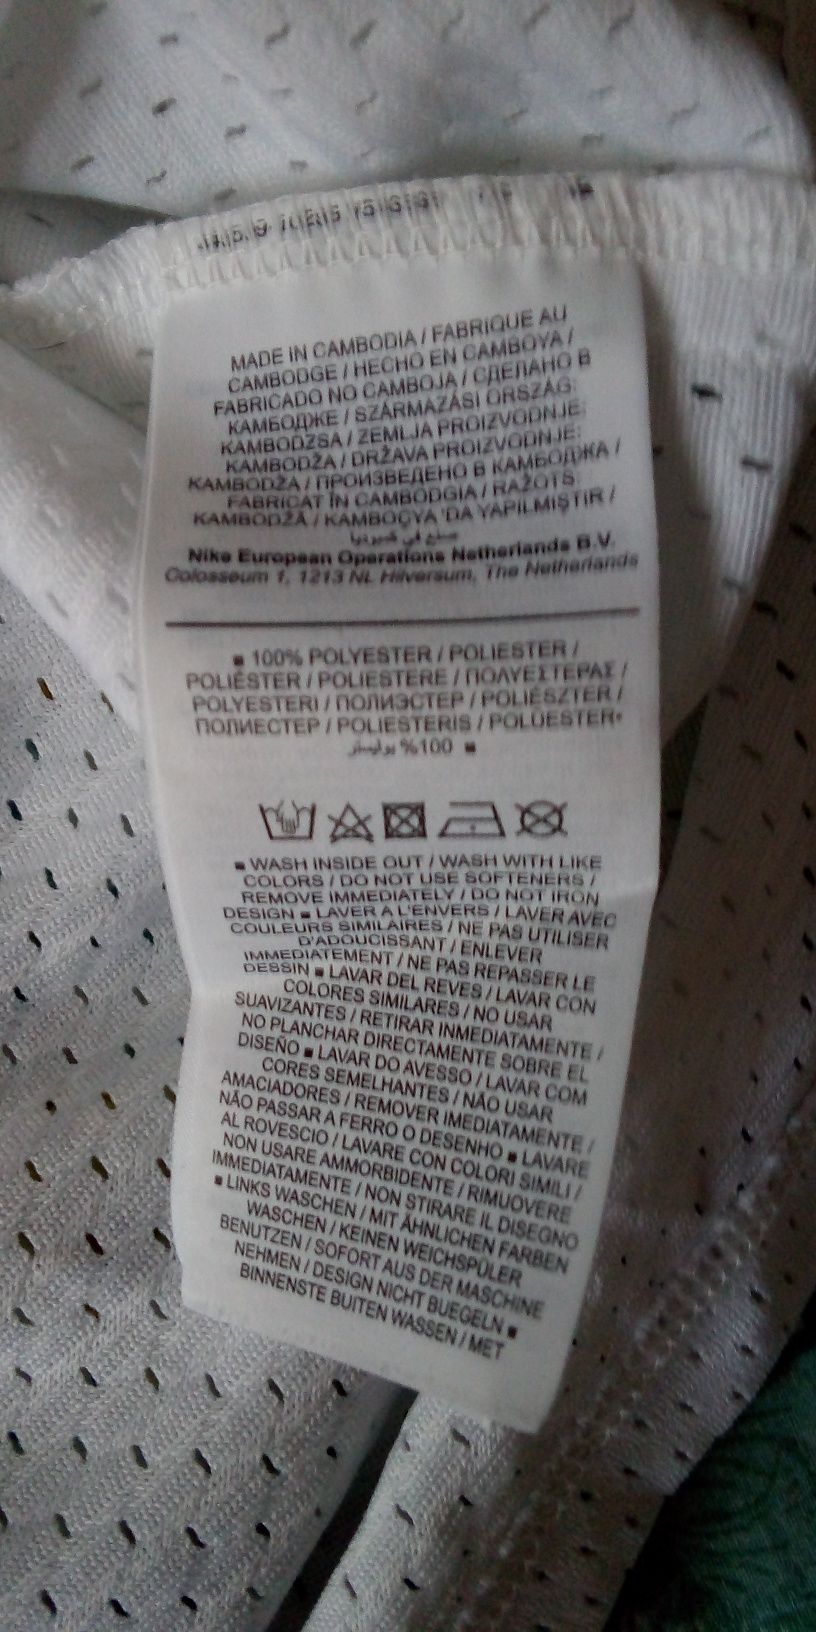 MADE IN CAMBODIA / FABRIQUE AU
CAMBODGE / HECHO EN CAMBOYA /
FABRICADO NO CAMBOJA / СДЕЛАНО В
КАМБОДЖЕ / SZÁRMAZÁSI ORSZÁG:
KAMBODZSA / ZEMLJA PROIZVODNJE:
KAMBODŽA / DRŽAVA PROIZVODNJE:
KAMBODŽA / ПРОИЗВЕДЕНО В КАМБОДЖА /
FABRICAT ÎN CAMBODGIA / RAŽOTS:
KAMBODŽĀ / KAMBOÇYA 'DA YAPILMIŞTIR /
صنع في كمبوديا
Nike European Operations Netherlands B.V.
Colosseum 1, 1213 NL Hilversum, The Netherlands
■ 100% POLYESTER / POLIESTER /
POLIÉSTER / POLIESTERE / ΠΟΛΥΕΣΤΕΡΑΣ /
POLYESTERI / ПОЛИЭСТЕР / POLIÉSZTER /
ПОЛИЕСТЕР / POLIESTERIS / POLÜESTER•
■ %100 بوليستر
■ WASH INSIDE OUT / WASH WITH LIKE
COLORS / DO NOT USE SOFTENERS /
REMOVE IMMEDIATELY / DO NOT IRON
DESIGN ■ LAVER A L'ENVERS / LAVER AVEC
COULEURS SIMILAIRES / NE PAS UTILISER
D'ADOUCISSANT / ENLEVER
IMMEDIATEMENT / NE PAS REPASSER LE
DESSIN ■ LAVAR DEL REVES / LAVAR CON
COLORES SIMILARES / NO USAR
SUAVIZANTES / RETIRAR INMEDIATAMENTE /
NO PLANCHAR DIRECTAMENTE SOBRE EL
DISEÑO ■ LAVAR DO AVESSO / LAVAR COM
CORES SEMELHANTES / NÃO USAR
AMACIADORES / REMOVER IMEDIATAMENTE /
NÃO PASSAR A FERRO O DESENHO ■ LAVARE
AL ROVESCIO / LAVARE CON COLORI SIMILI /
NON USARE AMMORBIDENTE / RIMUOVERE
IMMEDIATAMENTE / NON STIRARE IL DISEGNO
■ LINKS WASCHEN / MIT ÄHNLICHEN FARBEN
WASCHEN / KEINEN WEICHSPÜLER
BENUTZEN / SOFORT AUS DER MASCHINE
NEHMEN / DESIGN NICHT BUEGELN ■
BINNENSTE BUITEN WASSEN / MET